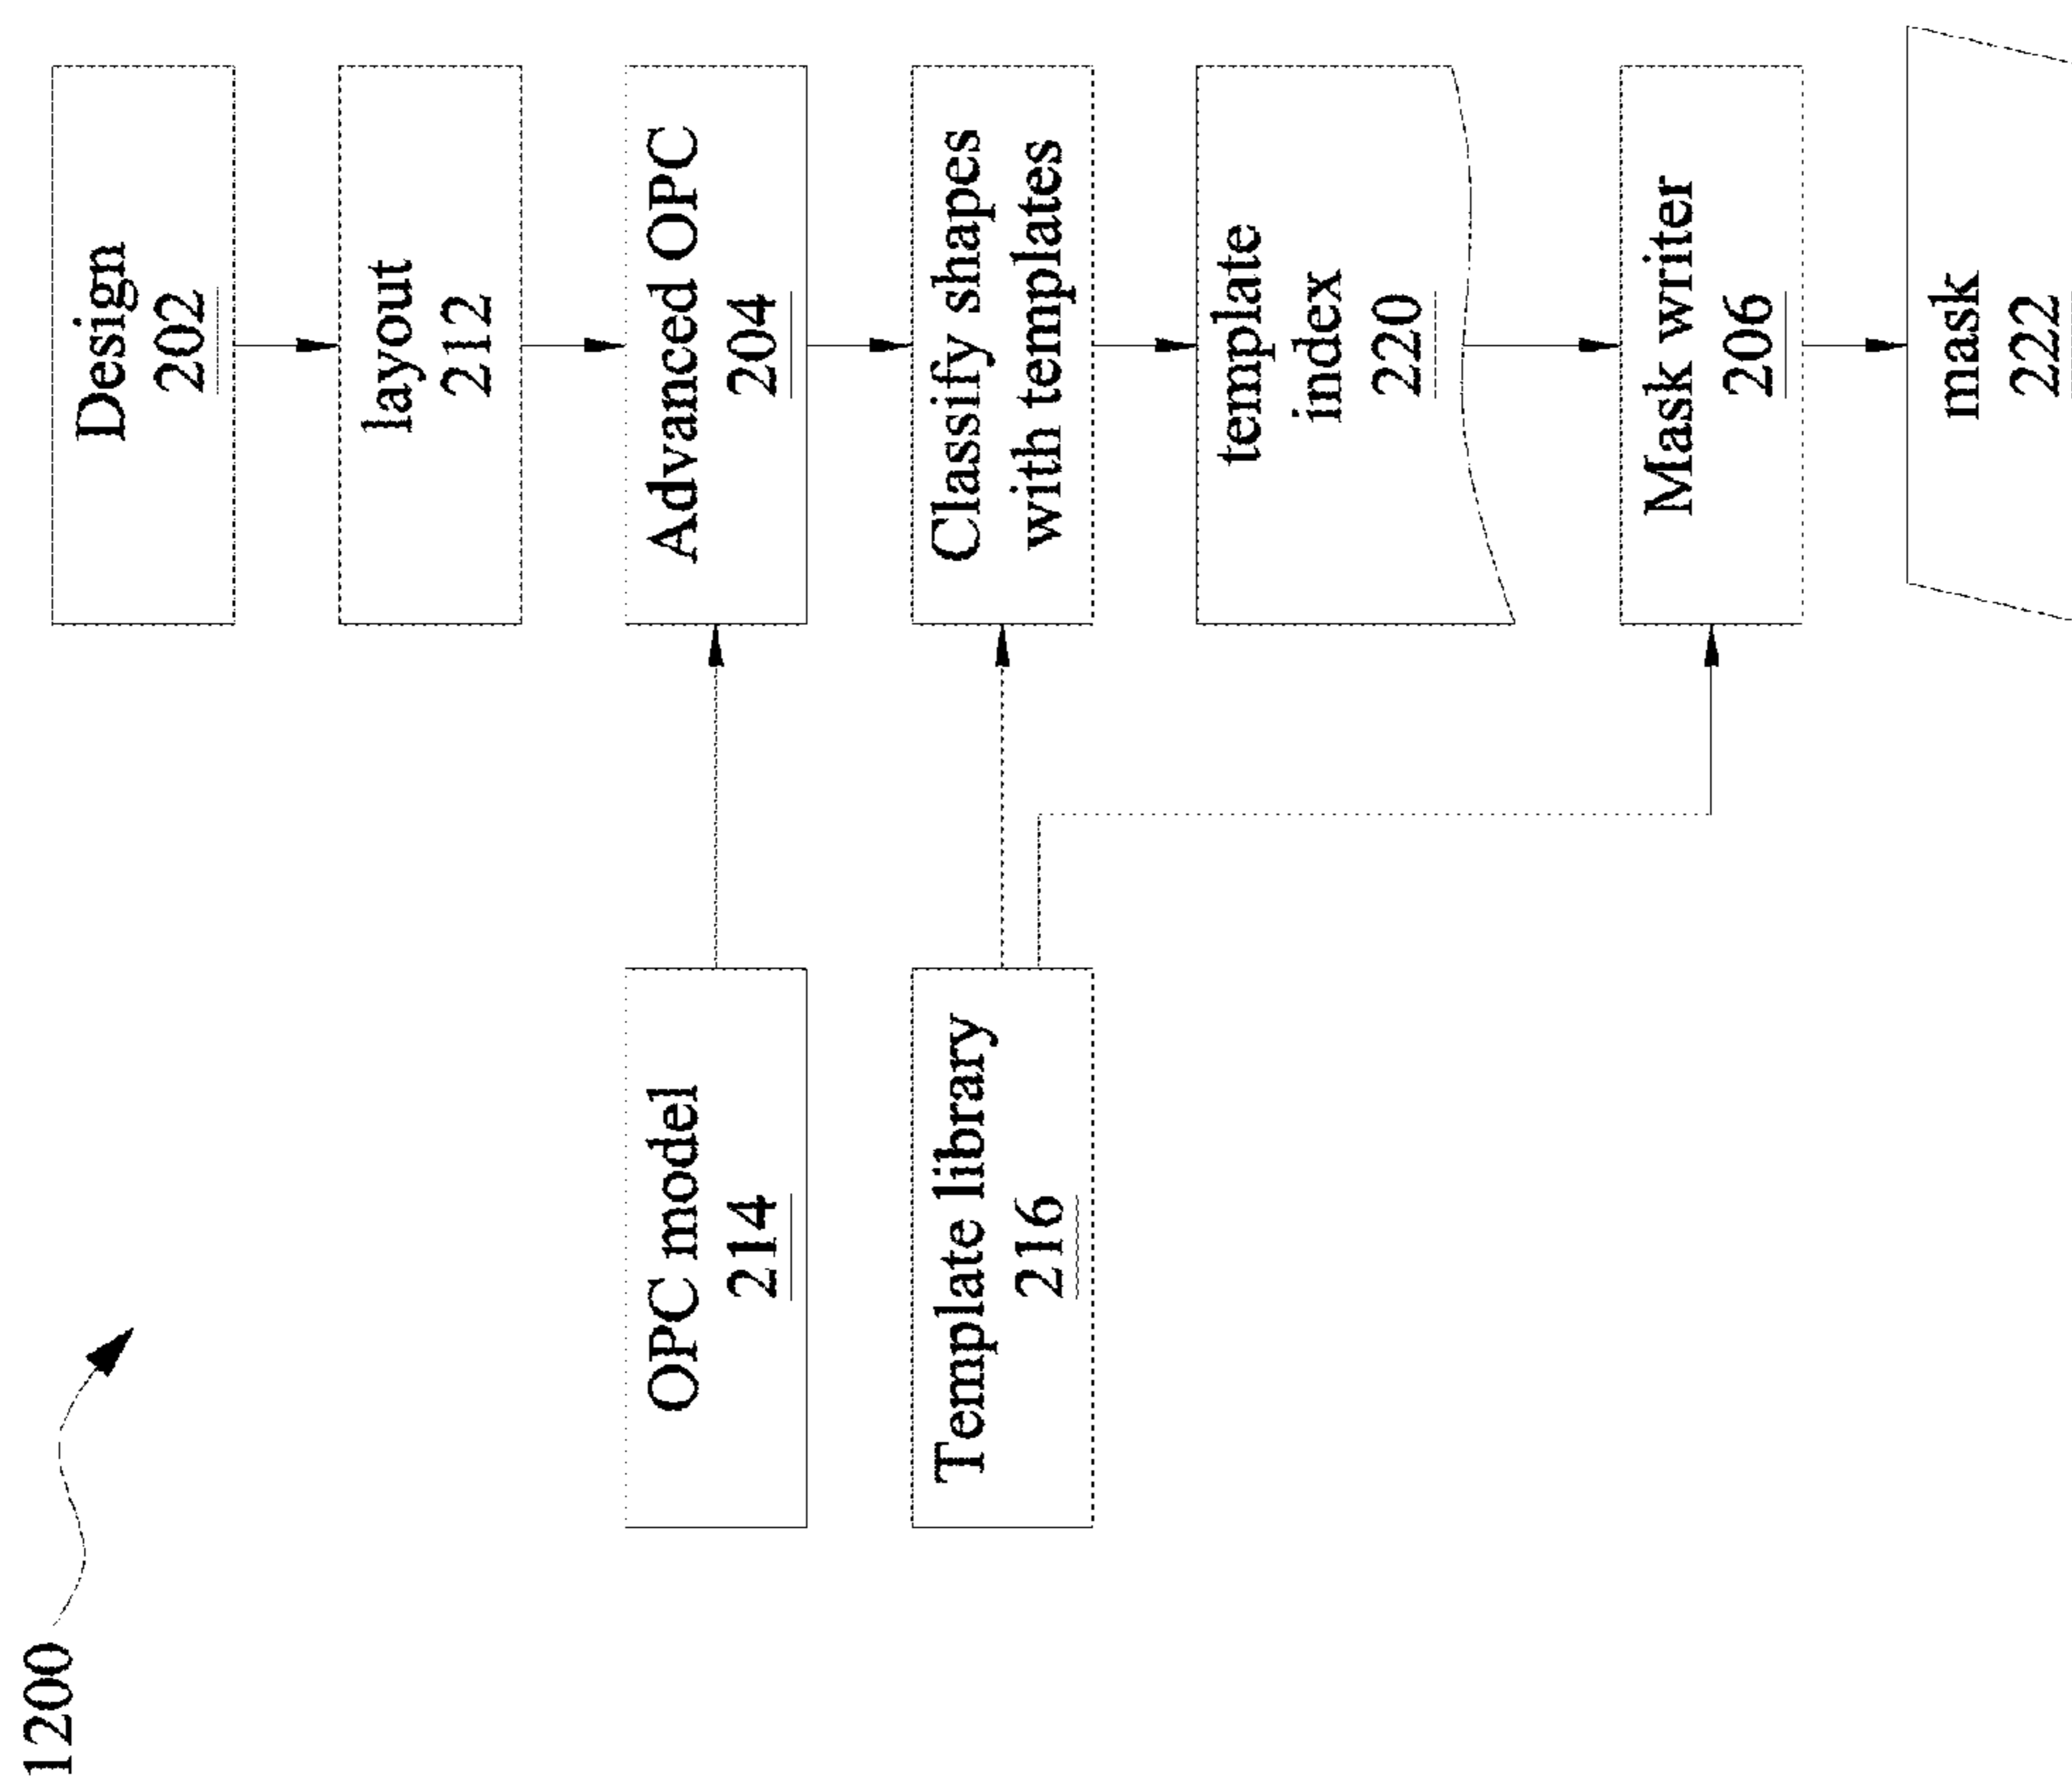 1200
Design
202
layout
212
OPC model
214
Advanced OPC
204
Template library
216
Classify shapes
with templates
template
index
220
Mask writer
206
mask
222